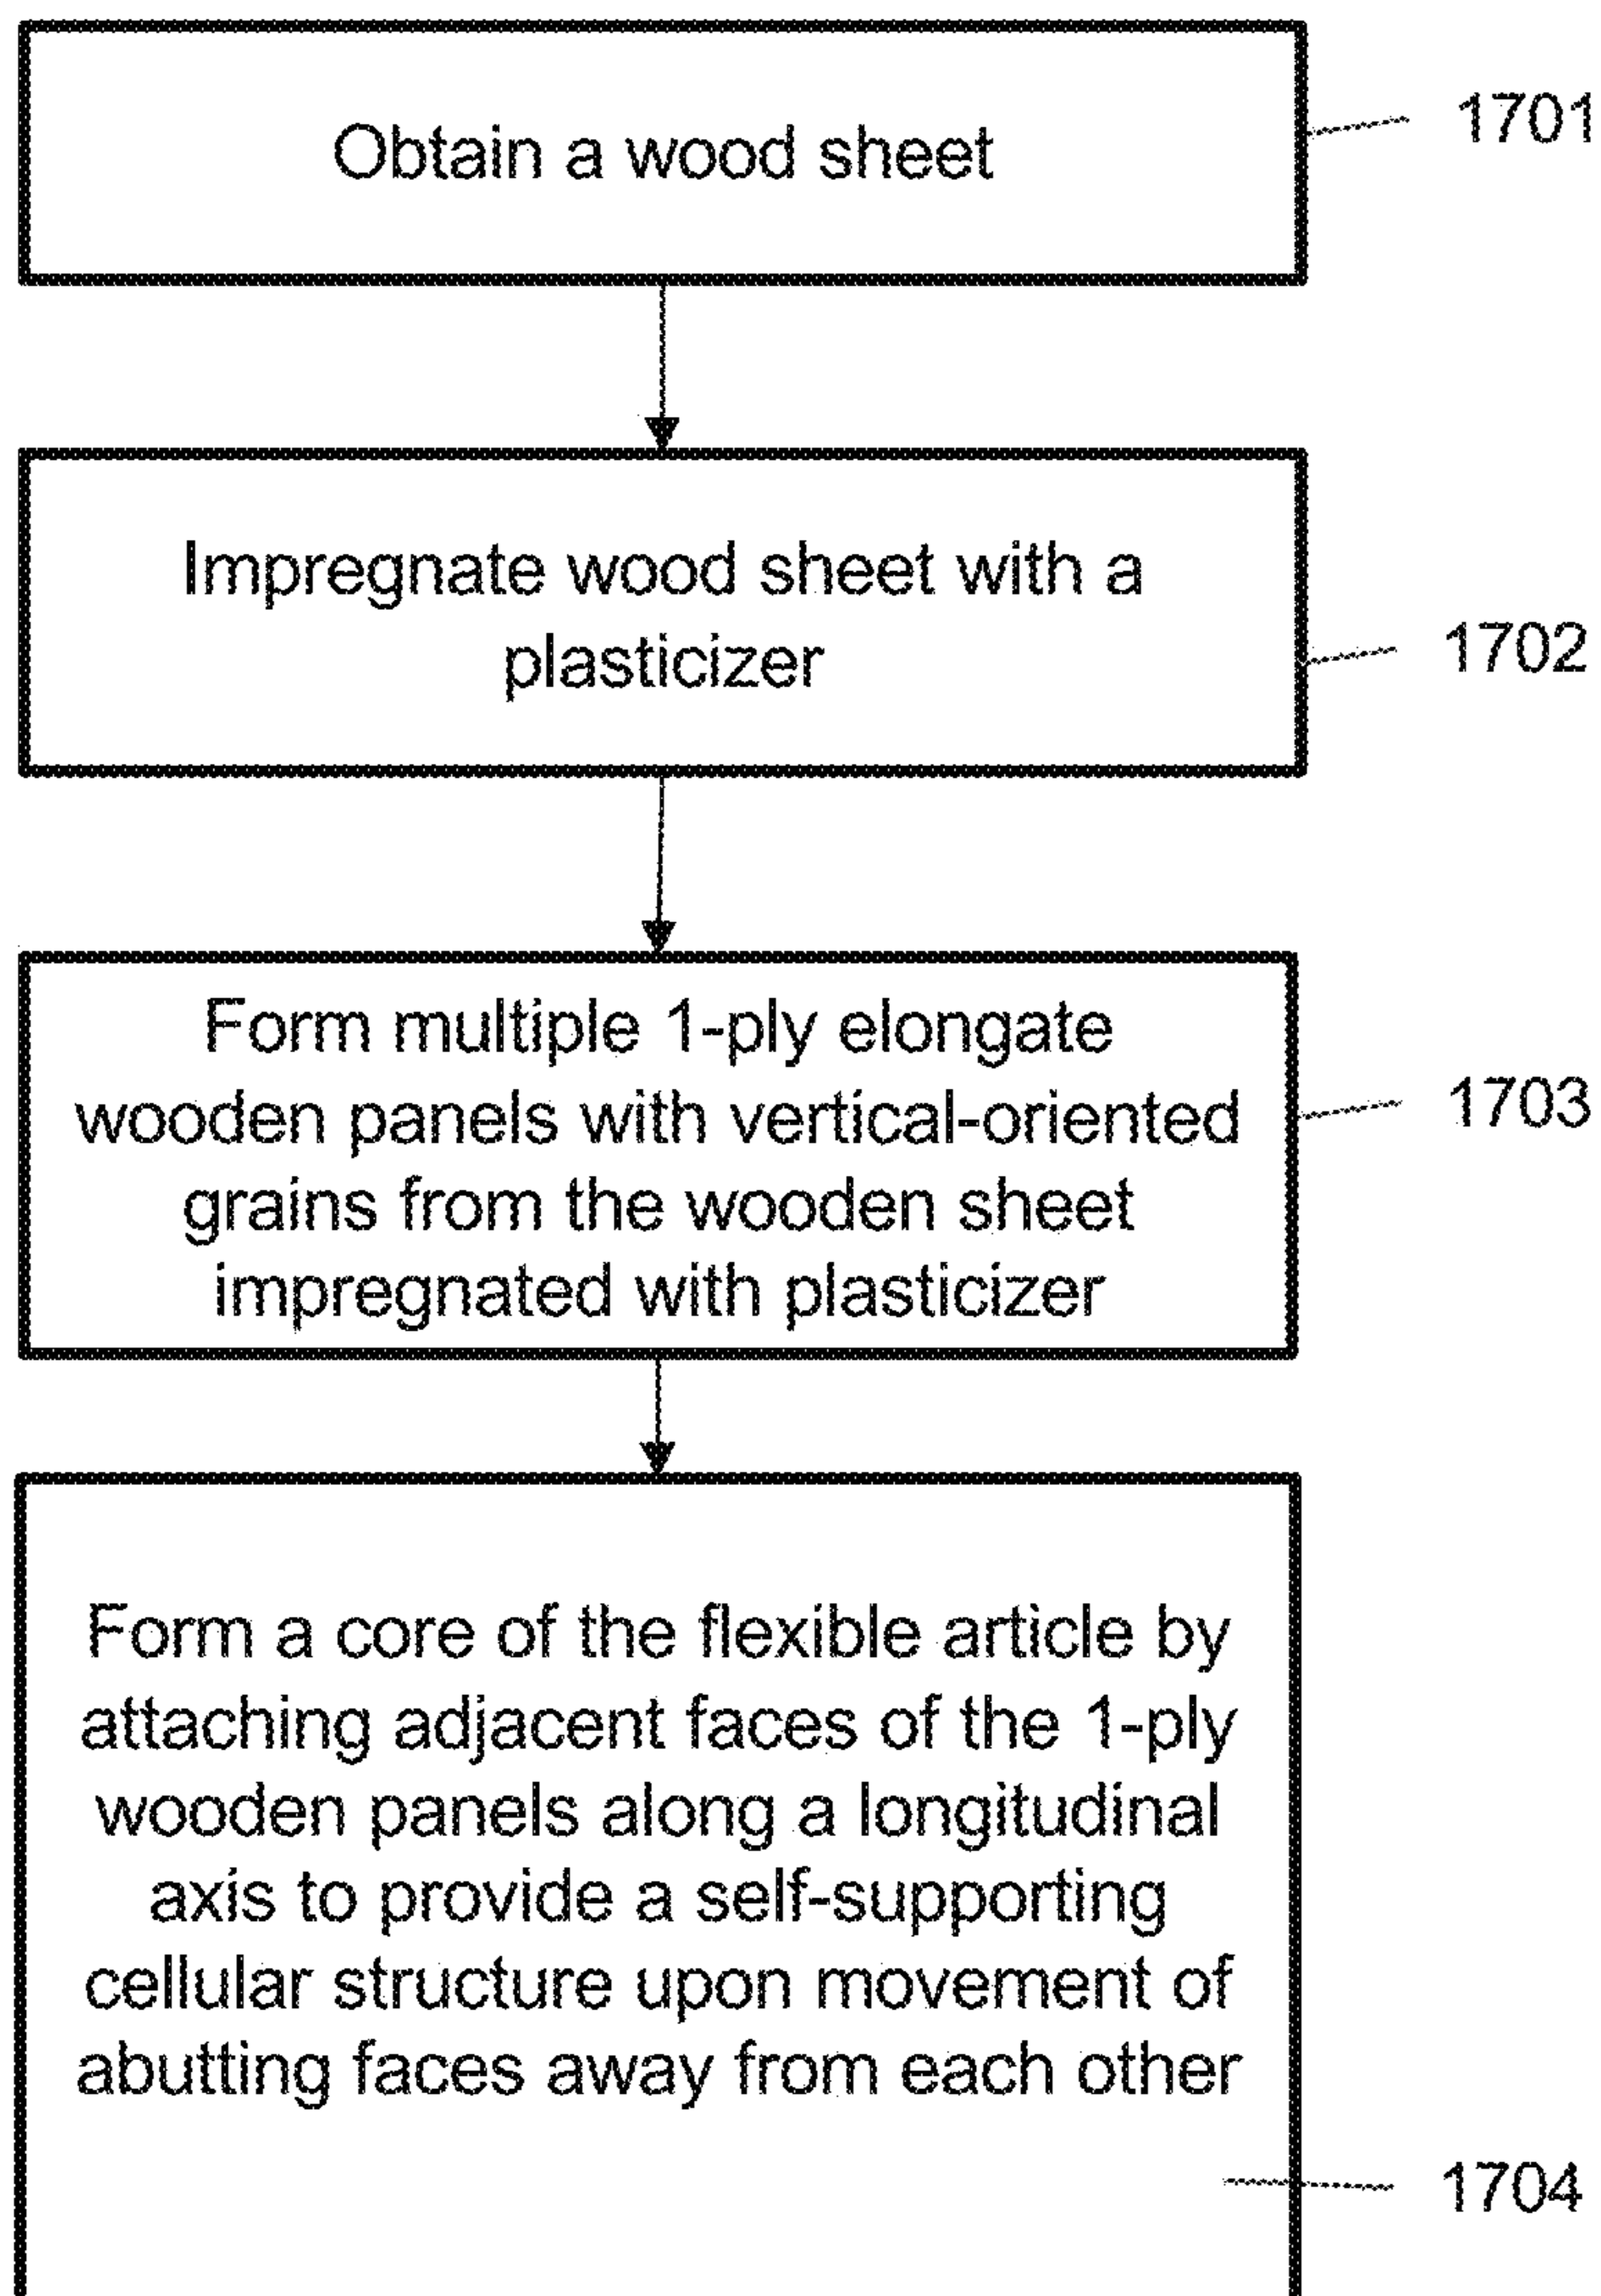 Obtain a wood sheet
1701
Impregnate wood sheet with a
plasticizer
1702
Form multiple 1-ply elongate
wooden panels with vertical-oriented
grains from the wooden sheet
impregnated with plasticizer
1703
Form a core of the flexible article by
attaching adjacent faces of the 1-ply
wooden panels along a longitudinal
axis to provide a self-supporting
cellular structure upon movement of
abutting faces away from each other
1704